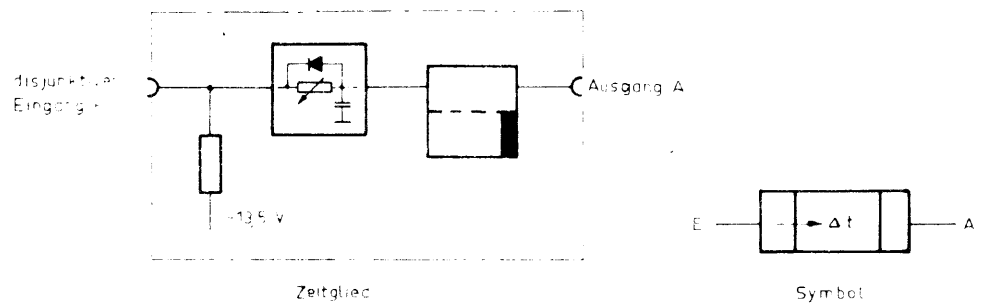 disjunktiver
Eingang E
Ausgang A
-13,5 V
E
Δt
A
Zeitglied
Symbol